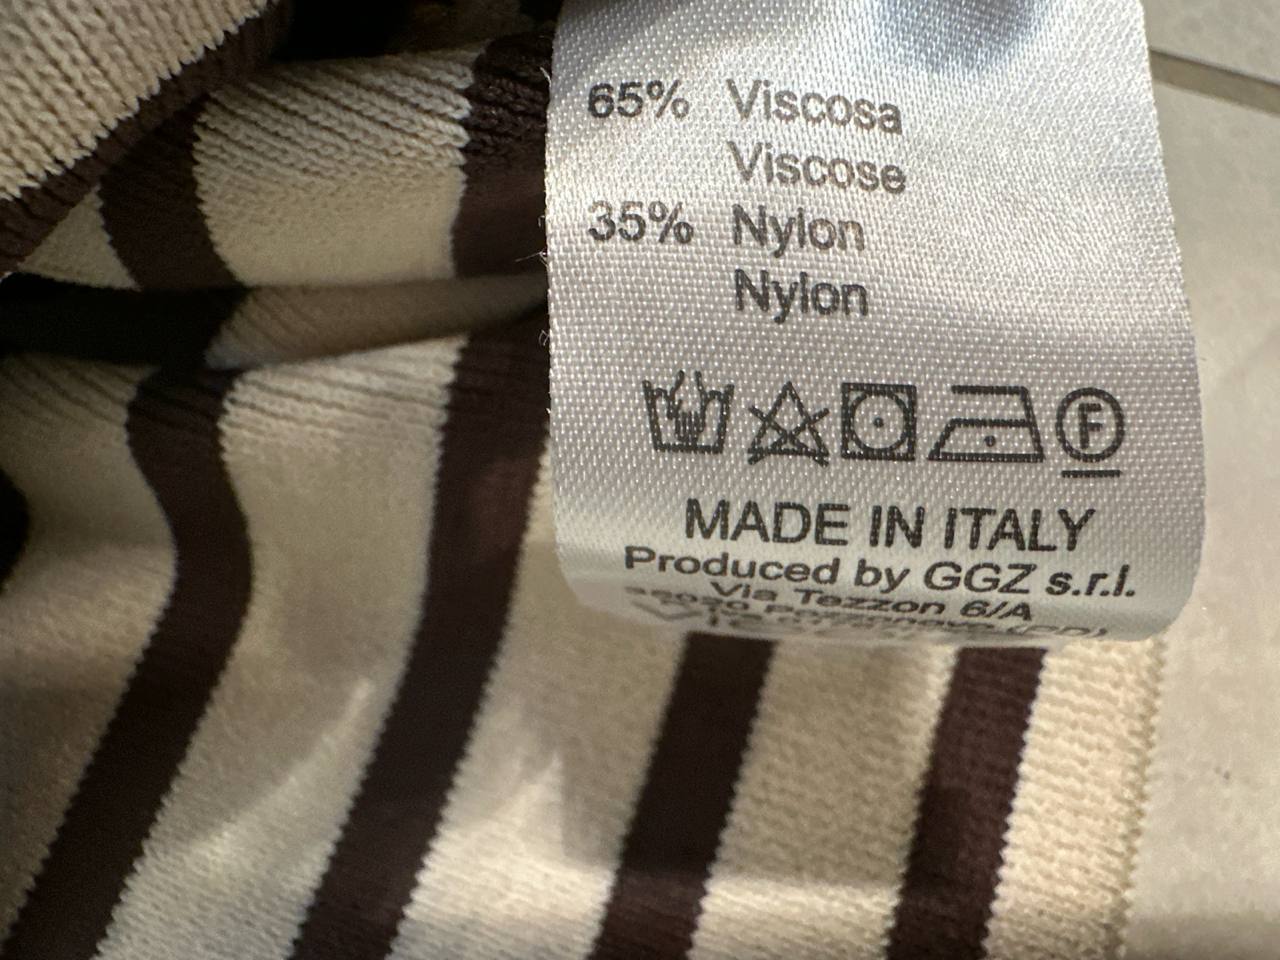 65% Viscosa
Viscose
35% Nylon
Nylon
F
MADE IN ITALY
Produced by GGZ s.r.l.
Via Tezzon 6/A